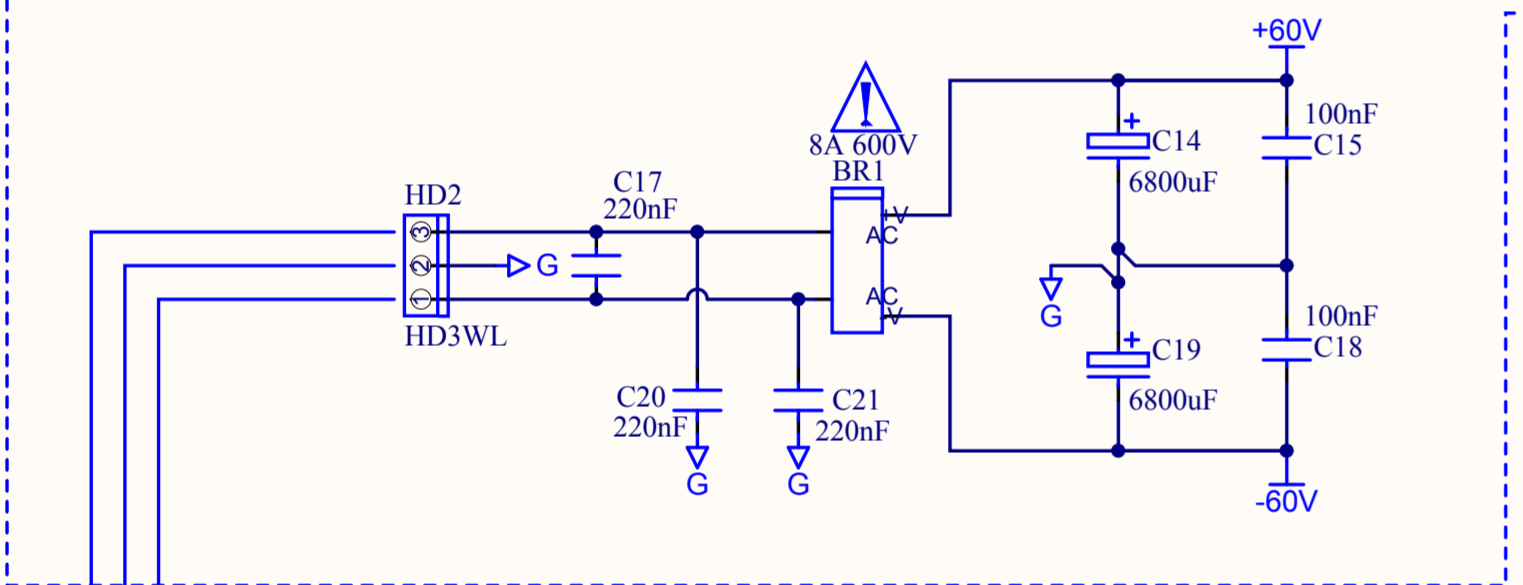 +60V
100nF
C15
C14
6800uF
8A 600V
BR1
C17
220nF
HD2
3
2
1
G
HD3WL
+V
AC
AC
-V
G
100nF
C18
C19
6800uF
C20
220nF
C21
220nF
G
G
-60V